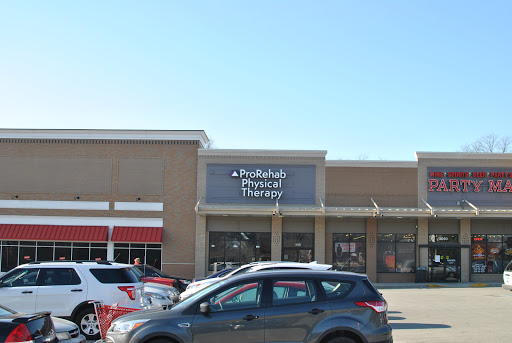 ProRehab
Physical
Therapy
PARTY MA